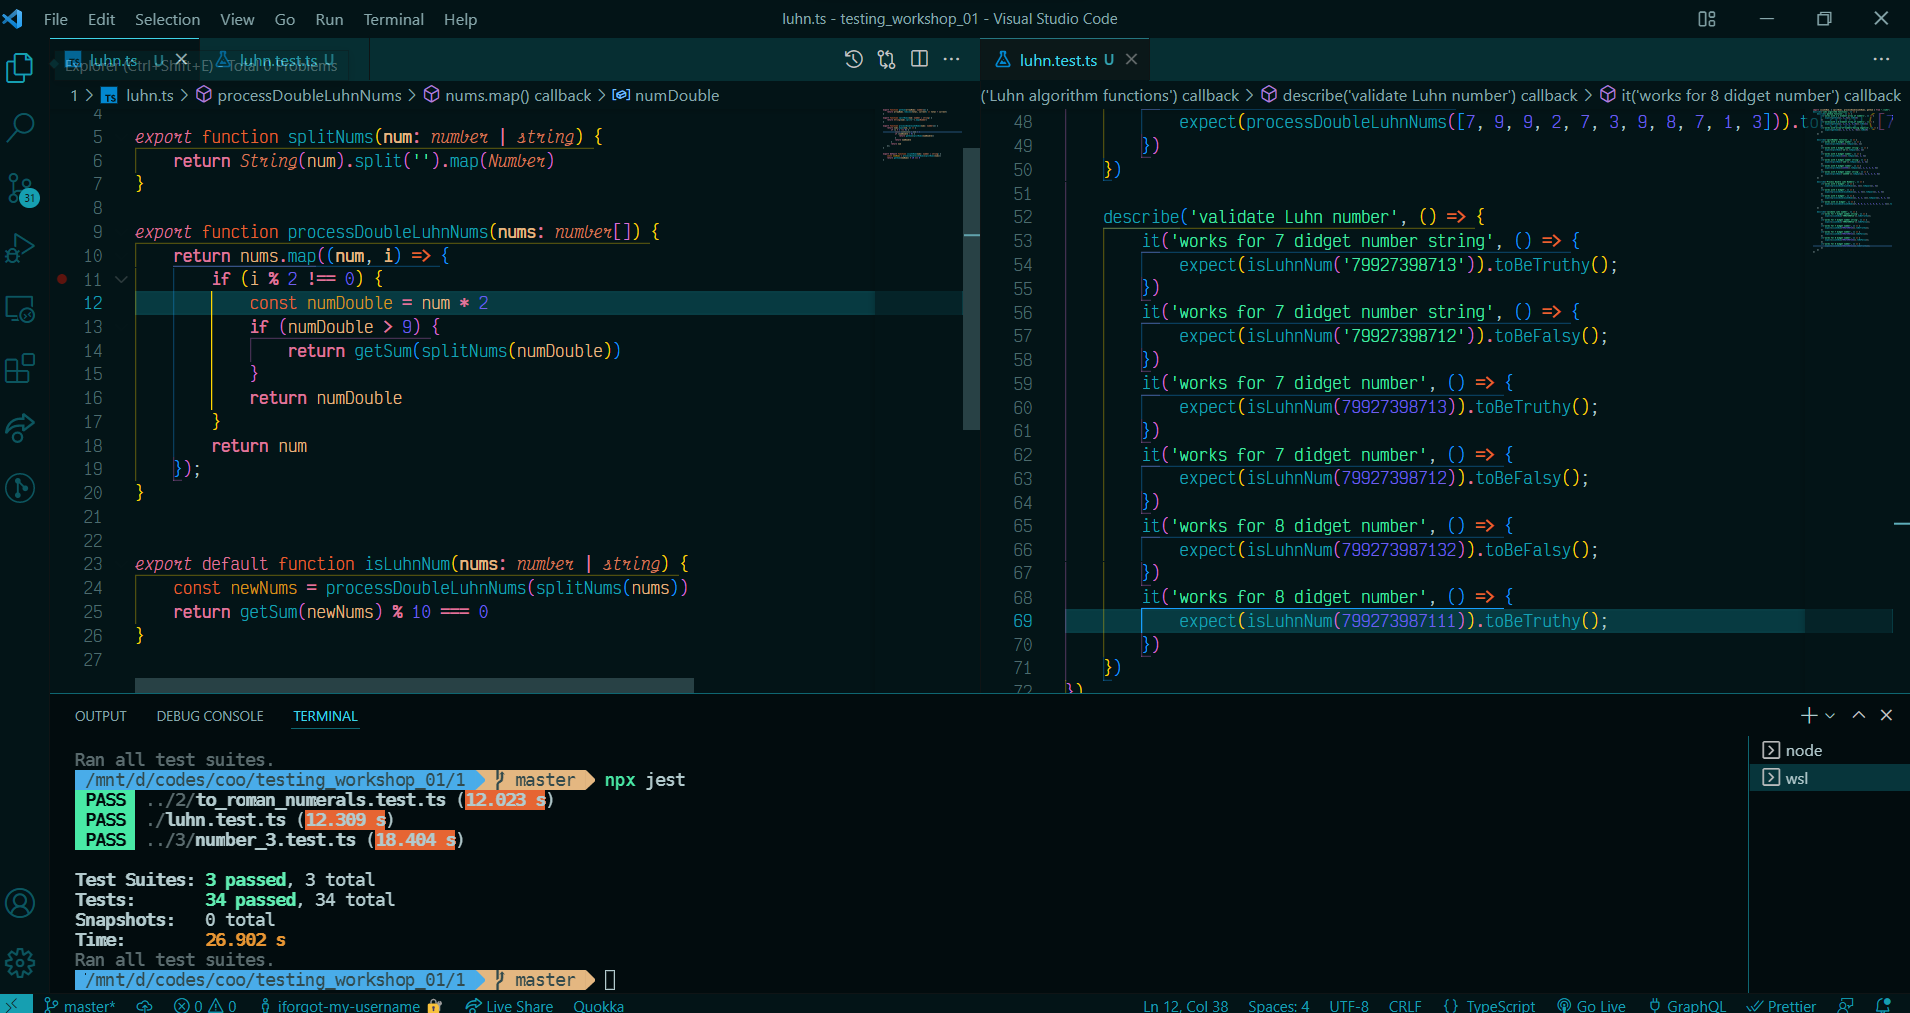 File Edit Selection View Go Run Terminal Help
luhn.ts - testing_workshop_01 - Visual Studio Code
luhn.ts U
luhn.test.ts U
Explorer (Ctrl+Shift+E) - Total 0 Problems
luhn.test.ts U
1 > TS luhn.ts > processDoubleLuhnNums > nums.map() callback > numDouble
4
5 export function splitNums(num: number | string) {
6 return String(num).split('').map(Number)
7 }
8
9 export function processDoubleLuhnNums(nums: number[]) {
10 return nums.map((num, i) => {
11 if (i % 2 !== 0) {
12 const numDouble = num * 2
13 if (numDouble > 9) {
14 return getSum(splitNums(numDouble))
15 }
16 return numDouble
17 }
18 return num
19 });
20 }
21
22
23 export default function isLuhnNum(nums: number | string) {
24 const newNums = processDoubleLuhnNums(splitNums(nums))
25 return getSum(newNums) % 10 === 0
26 }
27
('Luhn algorithm functions') callback > describe('validate Luhn number') callback > it('works for 8 didget number') callback
48 expect(processDoubleLuhnNums([7, 9, 9, 2, 7, 3, 9, 8, 7, 1, 3])).to
49 })
50 })
51
52 describe('validate Luhn number', () => {
53 it('works for 7 didget number string', () => {
54 expect(isLuhnNum('79927398713')).toBeTruthy();
55 })
56 it('works for 7 didget number string', () => {
57 expect(isLuhnNum('79927398712')).toBeFalsy();
58 })
59 it('works for 7 didget number', () => {
60 expect(isLuhnNum(79927398713)).toBeTruthy();
61 })
62 it('works for 7 didget number', () => {
63 expect(isLuhnNum(79927398712)).toBeFalsy();
64 })
65 it('works for 8 didget number', () => {
66 expect(isLuhnNum(799273987132)).toBeFalsy();
67 })
68 it('works for 8 didget number', () => {
69 expect(isLuhnNum(799273987111)).toBeTruthy();
70 })
71 })
72 })
31
OUTPUT DEBUG CONSOLE TERMINAL
Ran all test suites.
/mnt/d/codes/coo/testing_workshop_01/1 master npx jest
PASS ../2/to_roman_numerals.test.ts (12.023 s)
PASS ./luhn.test.ts (12.309 s)
PASS ../3/number_3.test.ts (18.404 s)
Test Suites: 3 passed, 3 total
Tests: 34 passed, 34 total
Snapshots: 0 total
Time: 26.902 s
Ran all test suites.
/mnt/d/codes/coo/testing_workshop_01/1 master
node
wsl
master* 0 0 iforgot-my-username Live Share Quokka
Ln 12, Col 38 Spaces: 4 UTF-8 CRLF {} TypeScript Go Live GraphQL Prettier